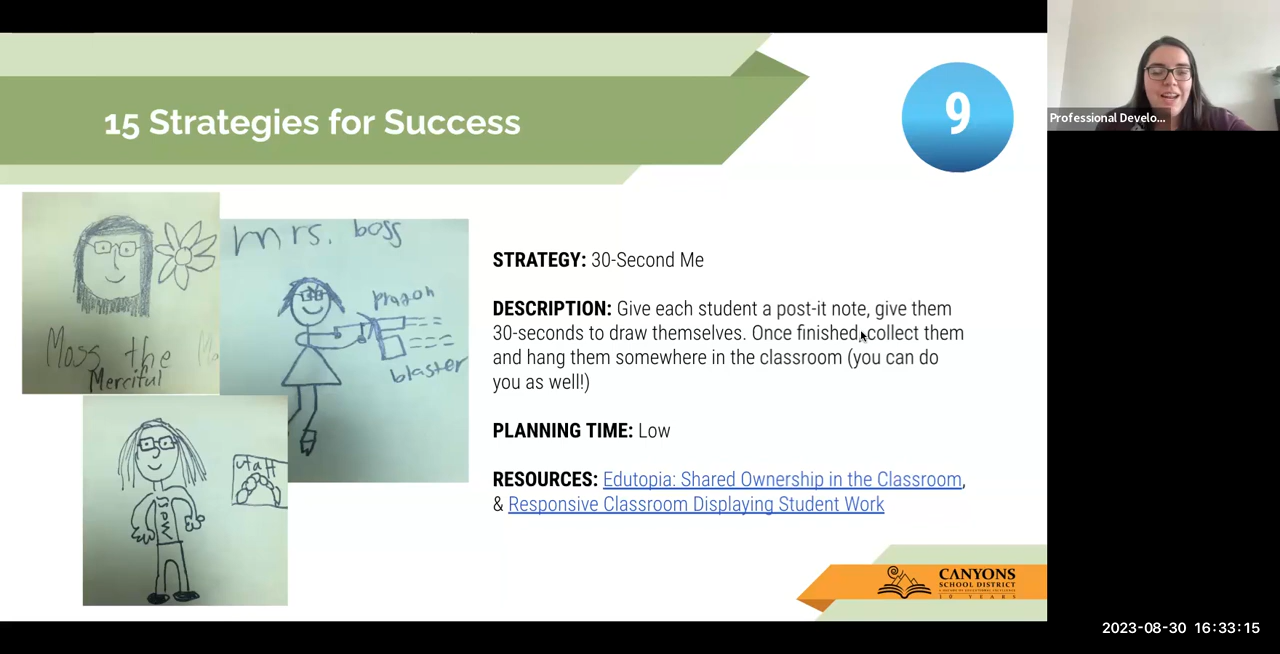 15 Strategies for Success
9
Professional Develo...
mrs. boss
prazon
blaster
Moss the
Merciful
Utah
STRATEGY: 30-Second Me
DESCRIPTION: Give each student a post-it note, give them
30-seconds to draw themselves. Once finished, collect them
and hang them somewhere in the classroom (you can do
you as well!)
PLANNING TIME: Low
RESOURCES: Edutopia: Shared Ownership in the Classroom,
& Responsive Classroom Displaying Student Work
CANYONS
SCHOOL DISTRICT
10 YEARS
2023-08-30 16:33:15